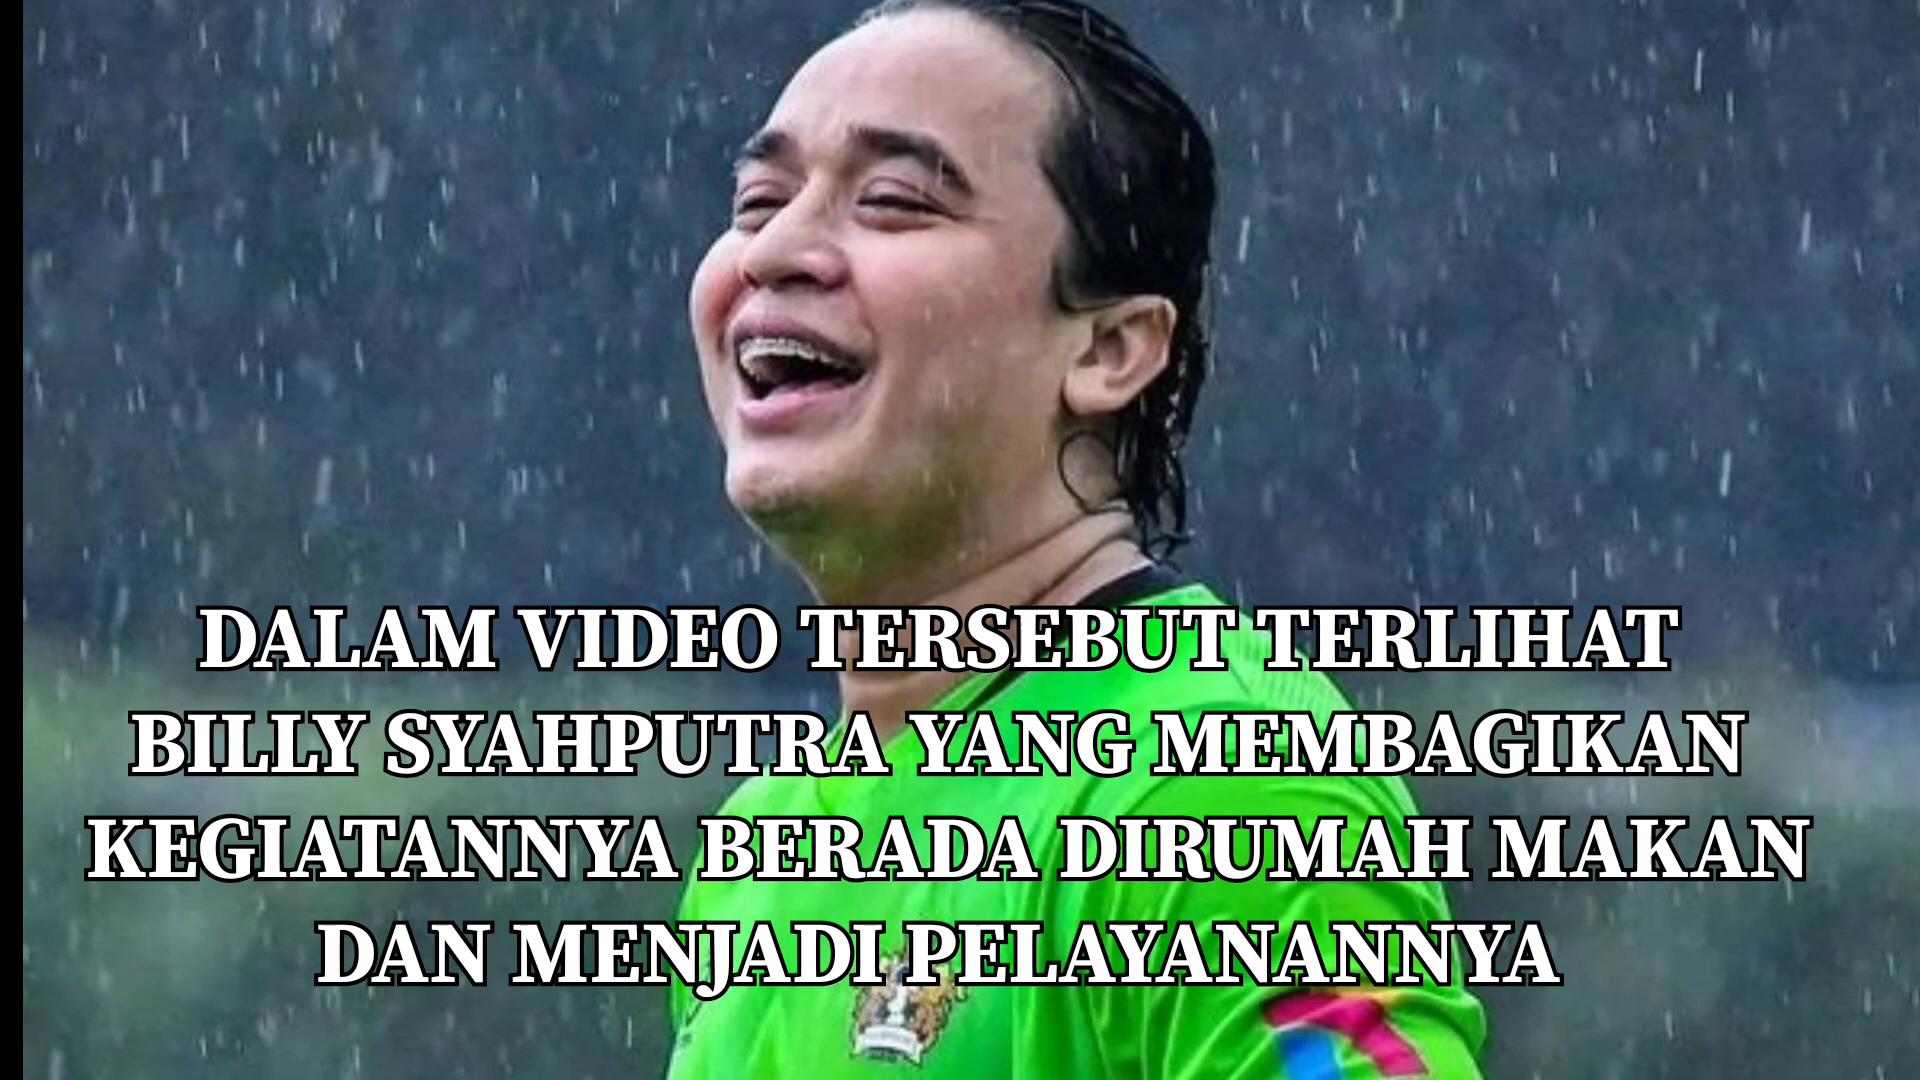 DALAM VIDEO TERSEBUT TERLIHAT
BILLY SYAHPUTRA YANG MEMBAGIKAN
KEGIATANNYA BERADA DIRUMAH MAKAN
DAN MENJADI PELAYANANNYA